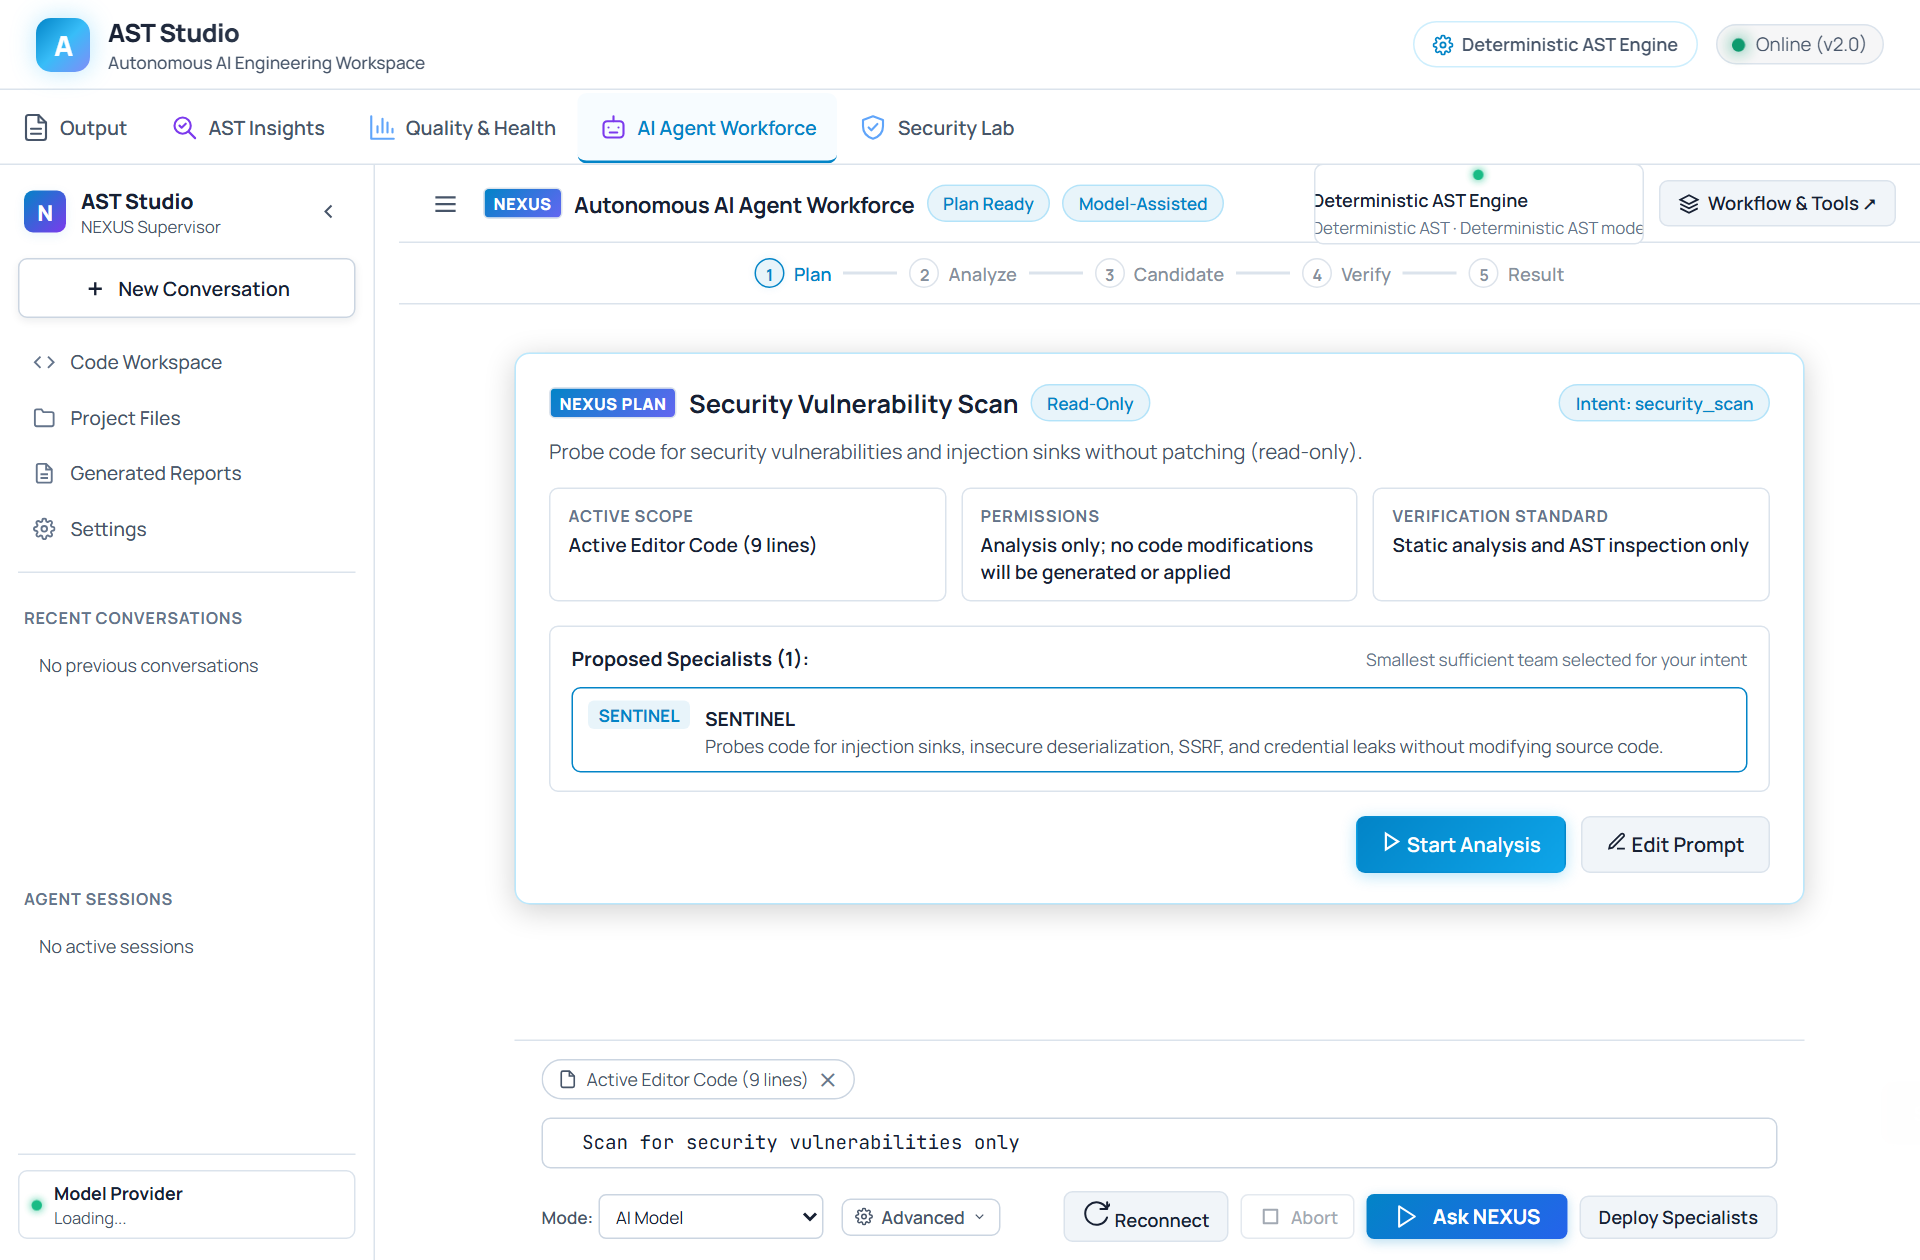 A
AST Studio
Autonomous AI Engineering Workspace
Deterministic AST Engine
Online (v2.0)
Output
AST Insights
Quality & Health
AI Agent Workforce
Security Lab
N
AST Studio
NEXUS Supervisor
+ New Conversation
Code Workspace
Project Files
Generated Reports
Settings
RECENT CONVERSATIONS
No previous conversations
AGENT SESSIONS
No active sessions
Model Provider
Loading...
NEXUS
Autonomous AI Agent Workforce
Plan Ready
Model-Assisted
Deterministic AST Engine
Deterministic AST · Deterministic AST mode
Workflow & Tools ↗
1 Plan
2 Analyze
3 Candidate
4 Verify
5 Result
NEXUS PLAN
Security Vulnerability Scan
Read-Only
Intent: security_scan
Probe code for security vulnerabilities and injection sinks without patching (read-only).
ACTIVE SCOPE
Active Editor Code (9 lines)
PERMISSIONS
Analysis only; no code modifications
will be generated or applied
VERIFICATION STANDARD
Static analysis and AST inspection only
Proposed Specialists (1):
Smallest sufficient team selected for your intent
SENTINEL
SENTINEL
Probes code for injection sinks, insecure deserialization, SSRF, and credential leaks without modifying source code.
Start Analysis
Edit Prompt
Active Editor Code (9 lines)
Scan for security vulnerabilities only
Mode:
AI Model
Advanced
Reconnect
Abort
Ask NEXUS
Deploy Specialists